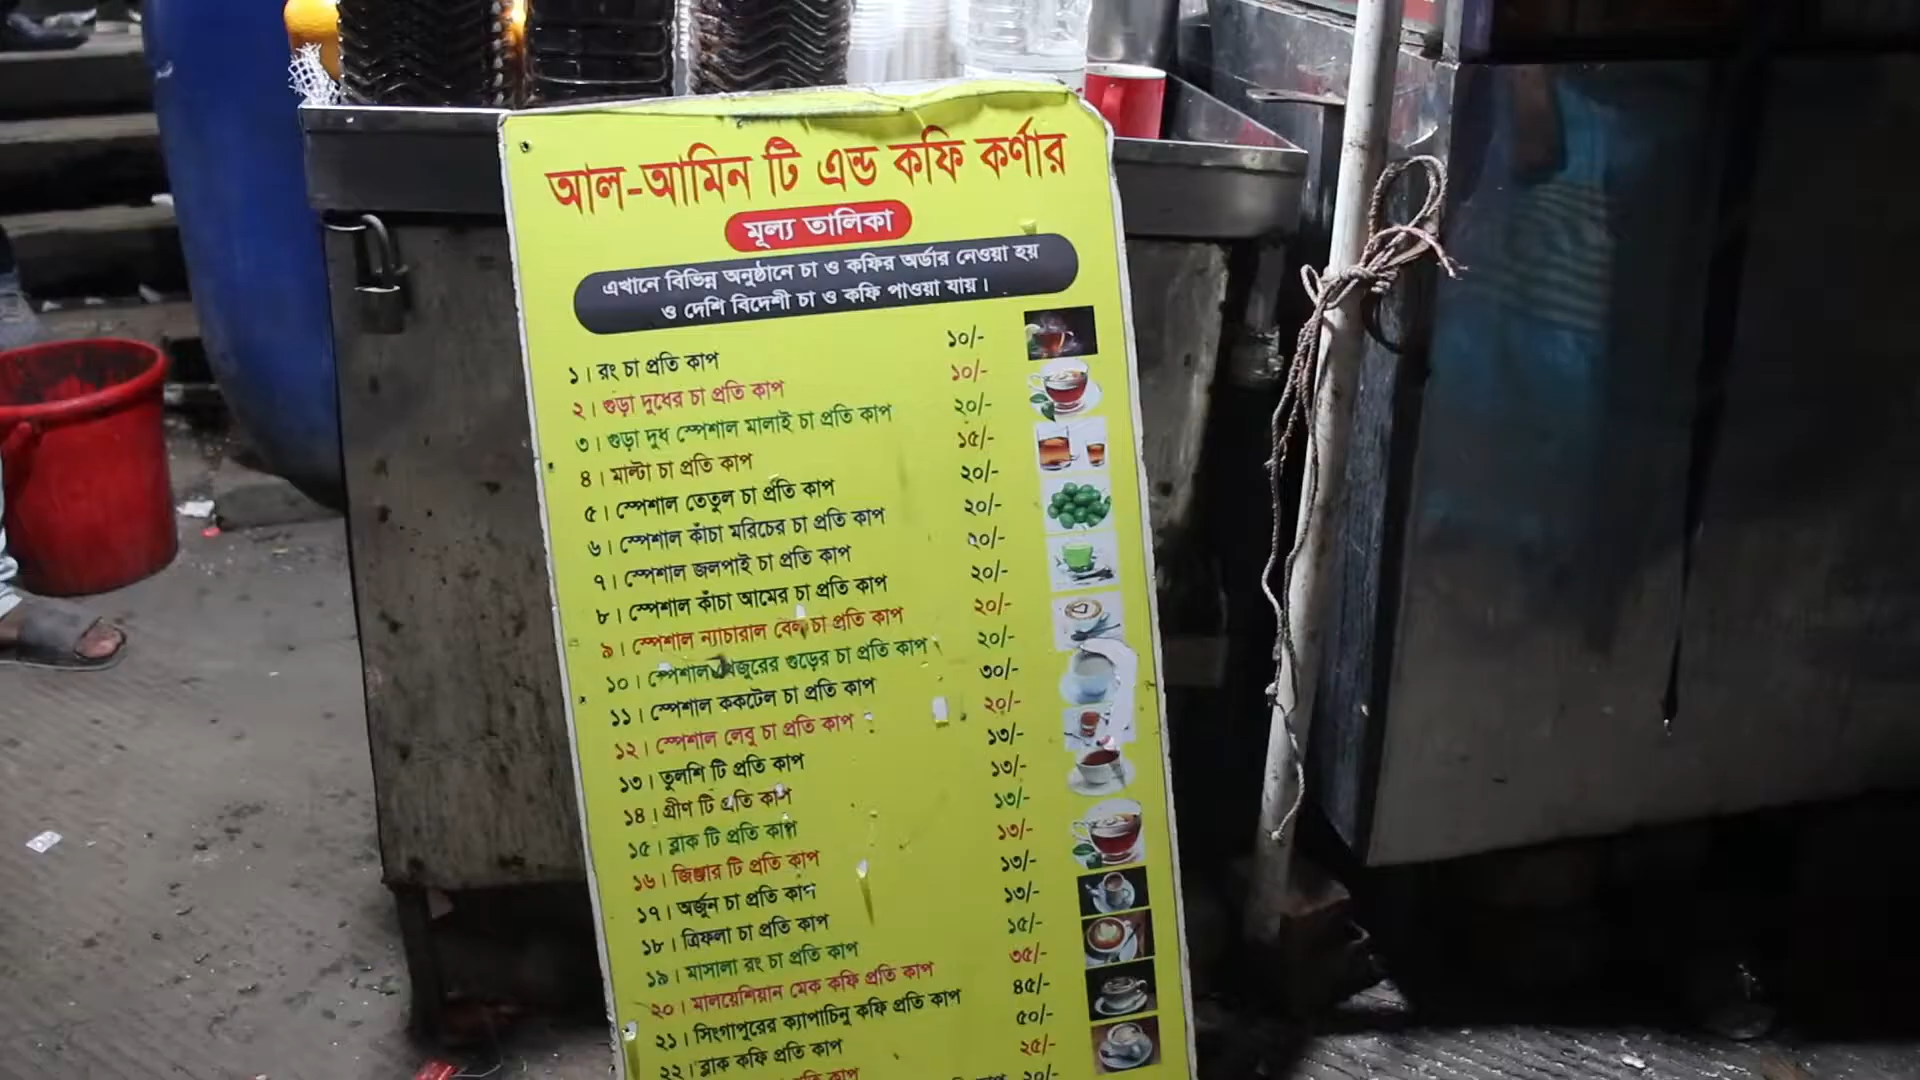 আল-আমিন টি এন্ড কফি কর্ণার
মূল্য তালিকা
এখানে বিভিন্ন অনুষ্ঠানে চা ও কফির অর্ডার নেওয়া হয়
ও দেশি বিদেশী চা ও কফি পাওয়া যায়।
১। রং চা প্রতি কাপ ১০/-
২। গুড়া দুধের চা প্রতি কাপ ১০/-
৩। গুড়া দুধ স্পেশাল মালাই চা প্রতি কাপ ২০/-
৪। মাল্টা চা প্রতি কাপ ১৫/-
৫। স্পেশাল তেতুল চা প্রতি কাপ ২০/-
৬। স্পেশাল কাঁচা মরিচের চা প্রতি কাপ ২০/-
৭। স্পেশাল জলপাই চা প্রতি কাপ ২০/-
৮। স্পেশাল কাঁচা আমের চা প্রতি কাপ ২০/-
৯। স্পেশাল ন্যাচারাল বেল চা প্রতি কাপ ২০/-
১০। স্পেশাল খেজুরের গুড়ের চা প্রতি কাপ ২০/-
১১। স্পেশাল ককটেল চা প্রতি কাপ ৩০/-
১২। স্পেশাল লেবু চা প্রতি কাপ ২০/-
১৩। তুলশি টি প্রতি কাপ ১৩/-
১৪। গ্রীণ টি প্রতি কাপ ১৩/-
১৫। ব্লাক টি প্রতি কাপ ১৩/-
১৬। জিঞ্জার টি প্রতি কাপ ১৩/-
১৭। অর্জুন চা প্রতি কাপ ১৩/-
১৮। ত্রিফলা চা প্রতি কাপ ১৩/-
১৯। মাসালা রং চা প্রতি কাপ ১৫/-
২০। মালয়েশিয়ান মেক কফি প্রতি কাপ ৩৫/-
২১। সিংগাপুরের ক্যাপাচিনু কফি প্রতি কাপ ৪৫/-
২২। ব্লাক কফি প্রতি কাপ ৫০/-
প্রতি কাপ ২৫/-
কাপ ২০/-